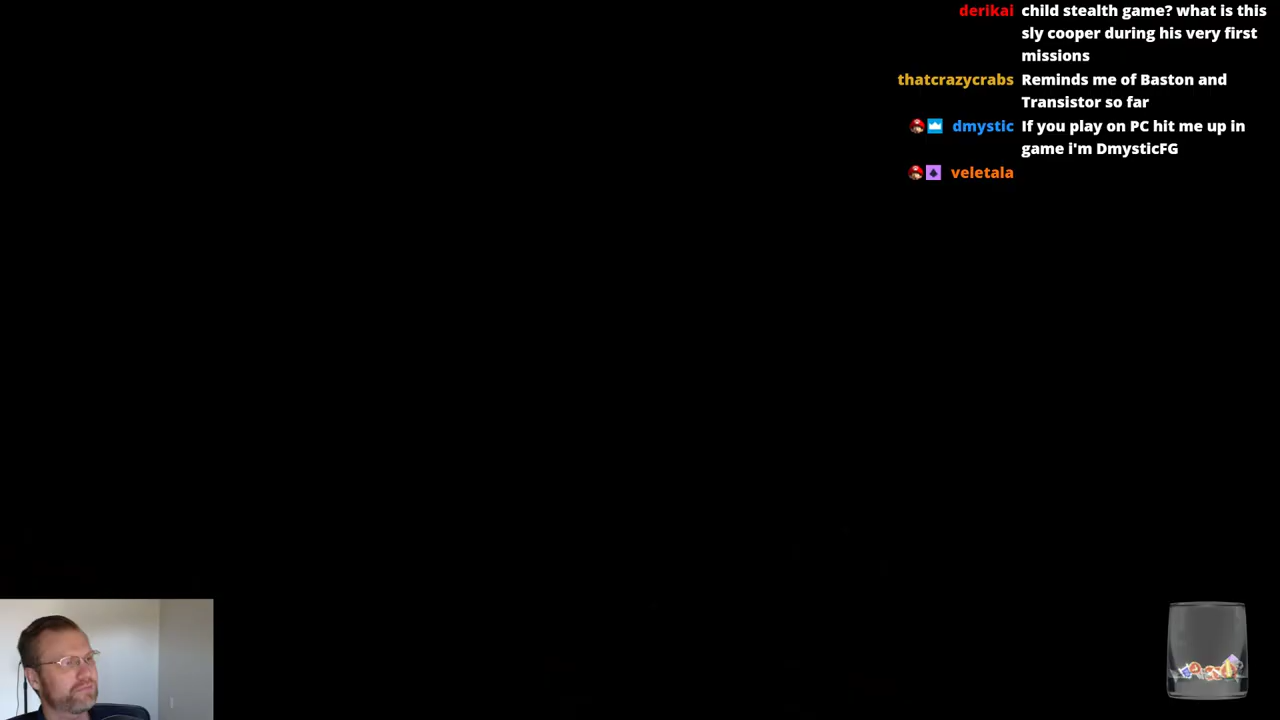 derikai child stealth game? what is this
sly cooper during his very first
missions
thatcrazycrabs Reminds me of Baston and
Transistor so far
dmystic If you play on PC hit me up in
game i'm DmysticFG
veletala